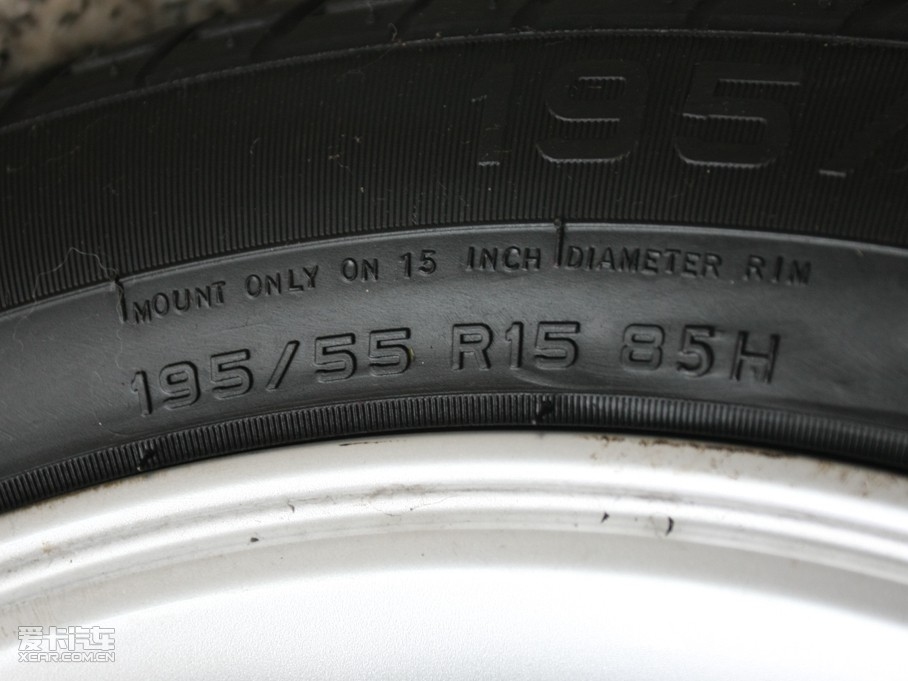 195/
MOUNT ONLY ON 15 INCH DIAMETER RIM
195/55 R15 85H
爱卡汽车
XCAR.COM.CN